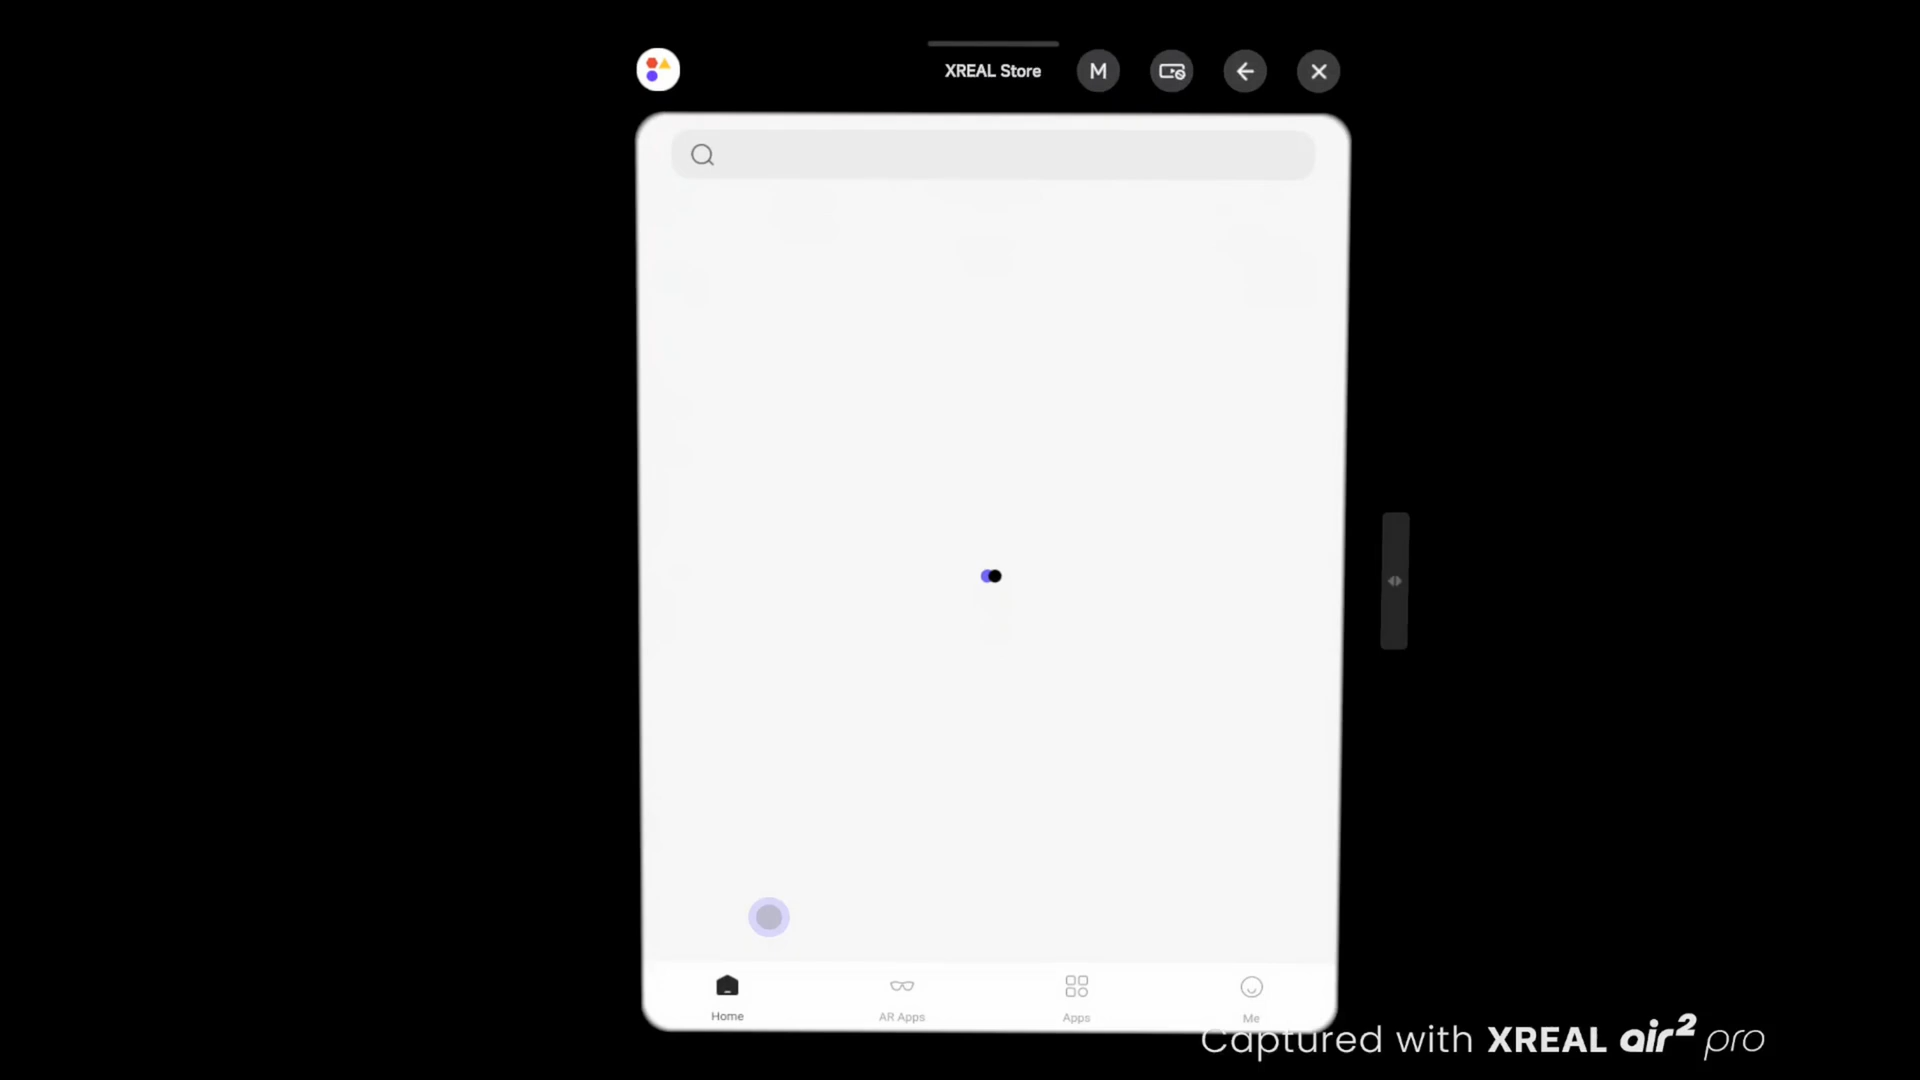 XREAL Store
M
Home
AR Apps
Apps
Me
Captured with XREAL air2 pro